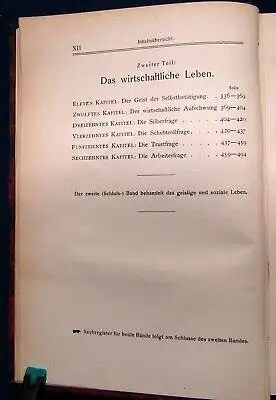 XII
Inhaltsübersicht.
Zweiter Teil:
Das wirtschaftliche Leben.
Seite
ELFTES KAPITEL: Der Geist der Selbstbetätigung . . 336—369
ZWÖLFTES KAPITEL: Der wirtschaftliche Aufschwung 369—404
DREIZEHNTES KAPITEL: Die Silberfrage . . . . 404—420
VIERZEHNTES KAPITEL: Die Schutzzollfrage . . . 420—437
FÜNFZEHNTES KAPITEL: Die Trustfrage . . . . 437—459
SECHZEHNTES KAPITEL: Die Arbeiterfrage . . . . 459—494
Der zweite (Schluß-) Band behandelt das geistige und soziale Leben.
☛ Sachregister für beide Bände folgt am Schlusse des zweiten Bandes.